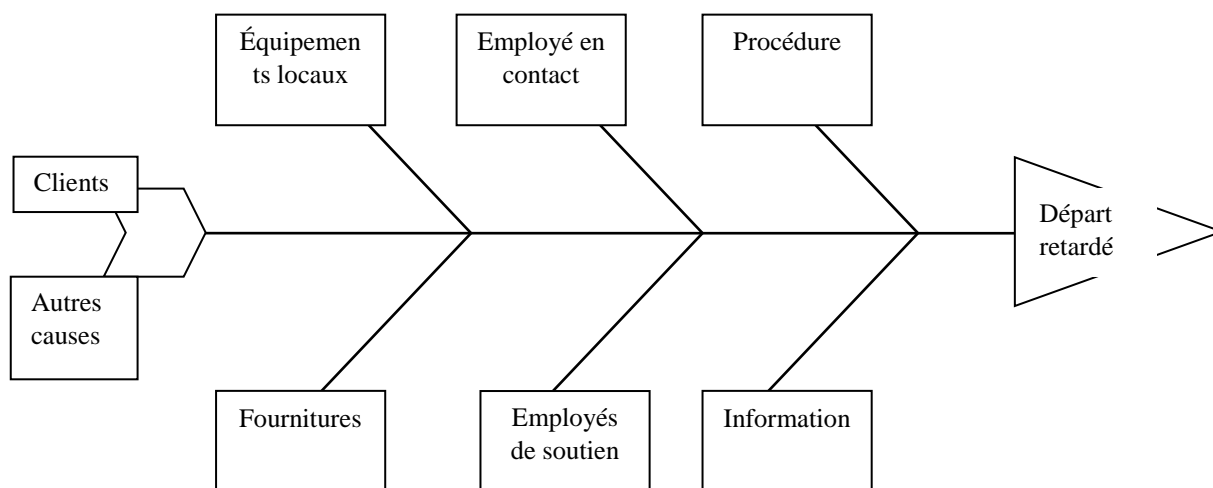 Équipemen
ts locaux
Employé en
contact
Procédure
Clients
Départ
retardé
Autres
causes
Fournitures
Employés
de soutien
Information